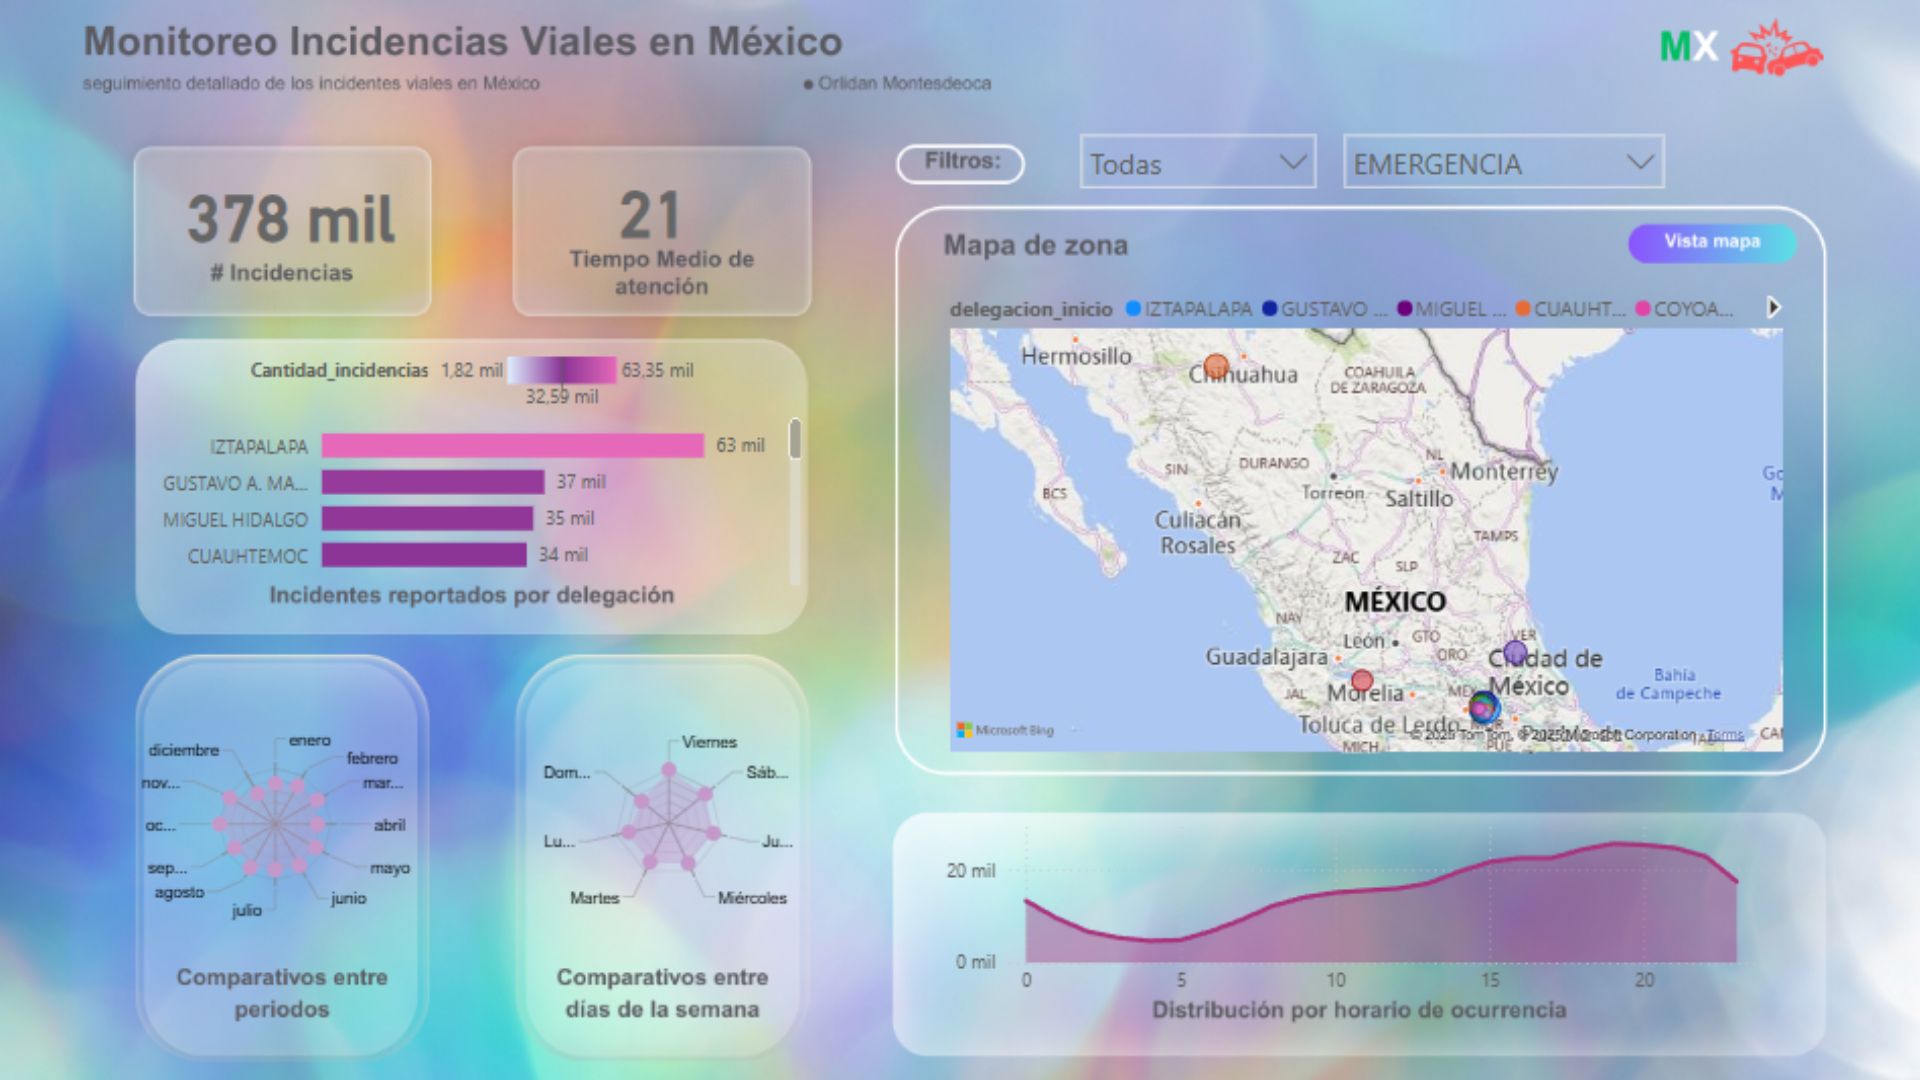 Monitoreo Incidencias Viales en México
seguimiento detallado de los incidentes viales en México
● Orlidan Montesdeoca
MX
378 mil
# Incidencias
21
Tiempo Medio de
atención
Filtros:
Todas
EMERGENCIA
Cantidad_incidencias 1,82 mil 63,35 mil
32,59 mil
IZTAPALAPA 63 mil
GUSTAVO A. MA... 37 mil
MIGUEL HIDALGO 35 mil
CUAUHTEMOC 34 mil
Incidentes reportados por delegación
Mapa de zona
Vista mapa
delegacion_inicio IZTAPALAPA GUSTAVO ... MIGUEL ... CUAUHT... COYOA...
Hermosillo
Chihuahua
COAHUILA
DE ZARAGOZA
SIN
DURANGO
NL
Monterrey
BCS
Torreón
Saltillo
Culiacán
Rosales
TAMPS
ZAC
SLP
MÉXICO
NAY
León
GTO
VER
Guadalajara
QRO
Ciudad de
México
JAL
Morelia
MEX
Bahía
de Campeche
Toluca de Lerdo
MOR
MICH
PUE
Microsoft Bing
© 2025 TomTom, © 2025 Microsoft Corporation Terms
enero
febrero
mar...
abril
mayo
junio
julio
agosto
sep...
oc...
nov...
diciembre
Comparativos entre
periodos
Viernes
Sáb...
Ju...
Miércoles
Martes
Lu...
Dom...
Comparativos entre
días de la semana
20 mil
0 mil
0 5 10 15 20
Distribución por horario de ocurrencia